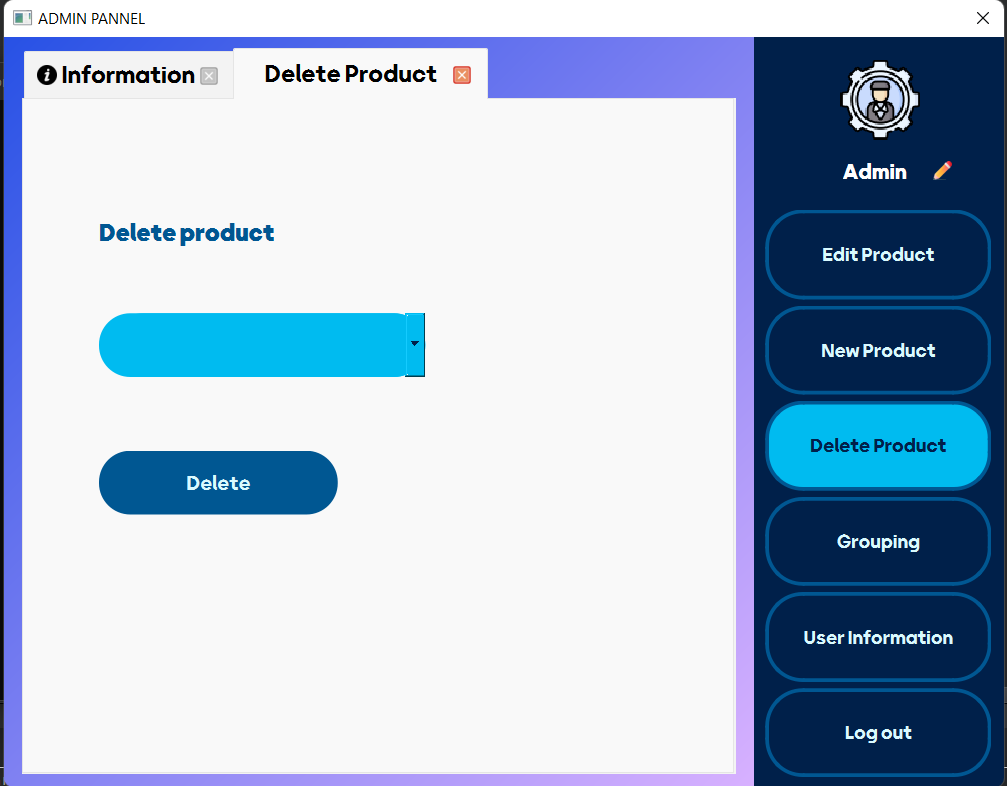 ADMIN PANNEL
Information
Delete Product
Delete product
Delete
Admin
Edit Product
New Product
Delete Product
Grouping
User Information
Log out